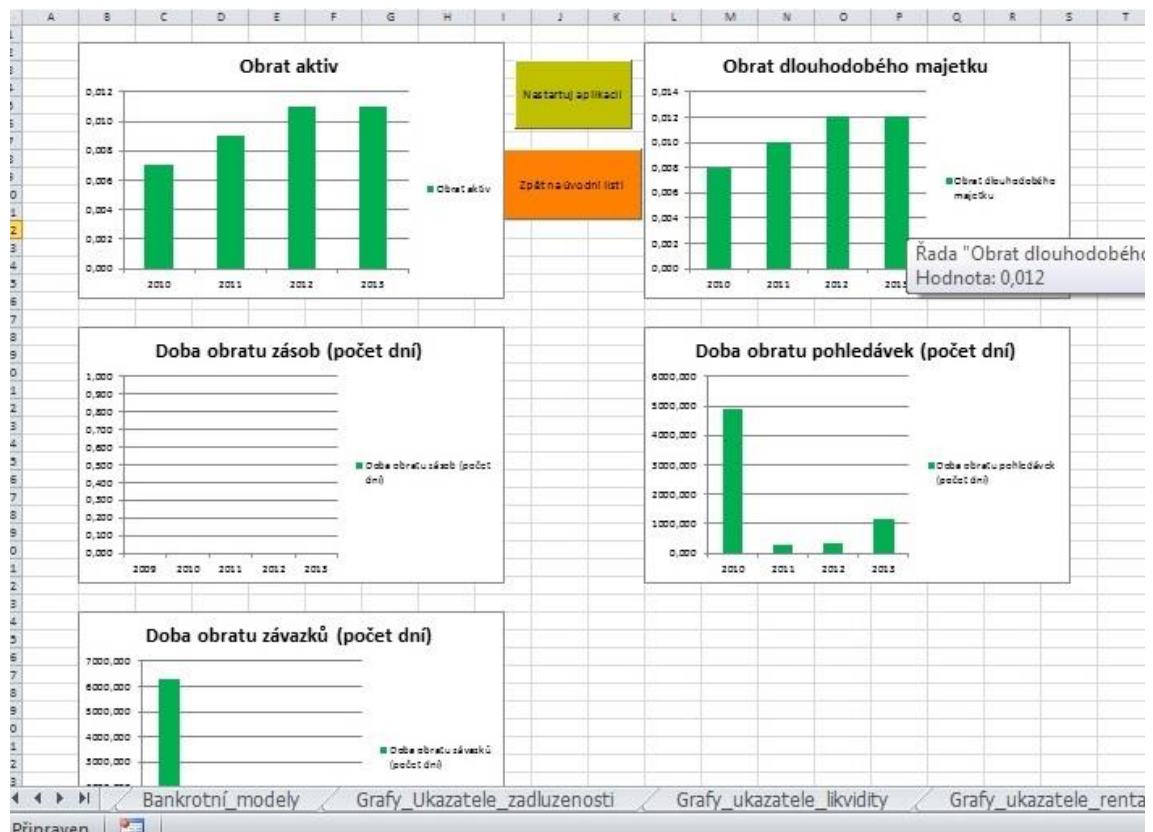 A B C D E F G H I J K L M N O P Q R S T
Obrat aktiv
0,012
0,010
0,008
0,006
0,004
0,002
0,000
2010 2011 2012 2013
Obrat aktiv
Nastartuj aplikaci!
Zpět na úvodní list!
Obrat dlouhodobého majetku
0,014
0,012
0,010
0,008
0,006
0,004
0,002
0,000
2010 2011 2012 2013
Obrat dlouhodobého
majetku
Řada "Obrat dlouhodobého
Hodnota: 0,012
Doba obratu zásob (počet dní)
1,000
0,900
0,800
0,700
0,600
0,500
0,400
0,300
0,200
0,100
0,000
2009 2010 2011 2012 2013
Doba obratu zásob (počet
dní)
Doba obratu pohledávek (počet dní)
6000,000
5000,000
4000,000
3000,000
2000,000
1000,000
0,000
2010 2011 2012 2013
Doba obratu pohledávek
(počet dní)
Doba obratu závazků (počet dní)
7000,000
6000,000
5000,000
4000,000
3000,000
Doba obratu závazků
(počet dní)
Bankrotní_modely Grafy_Ukazatele_zadluzenosti Grafy_ukazatele_likvidity Grafy_ukazatele_renta
Připraven